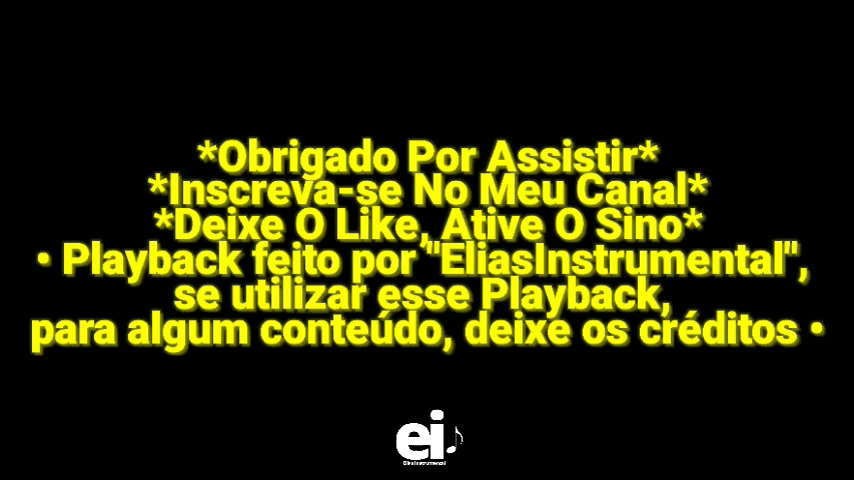 *Obrigado Por Assistir*
*Inscreva-se No Meu Canal*
*Deixe O Like, Ative O Sino*
• Playback feito por "EliasInstrumental",
se utilizar esse Playback,
para algum conteúdo, deixe os créditos •
ei
EliasInstrumental